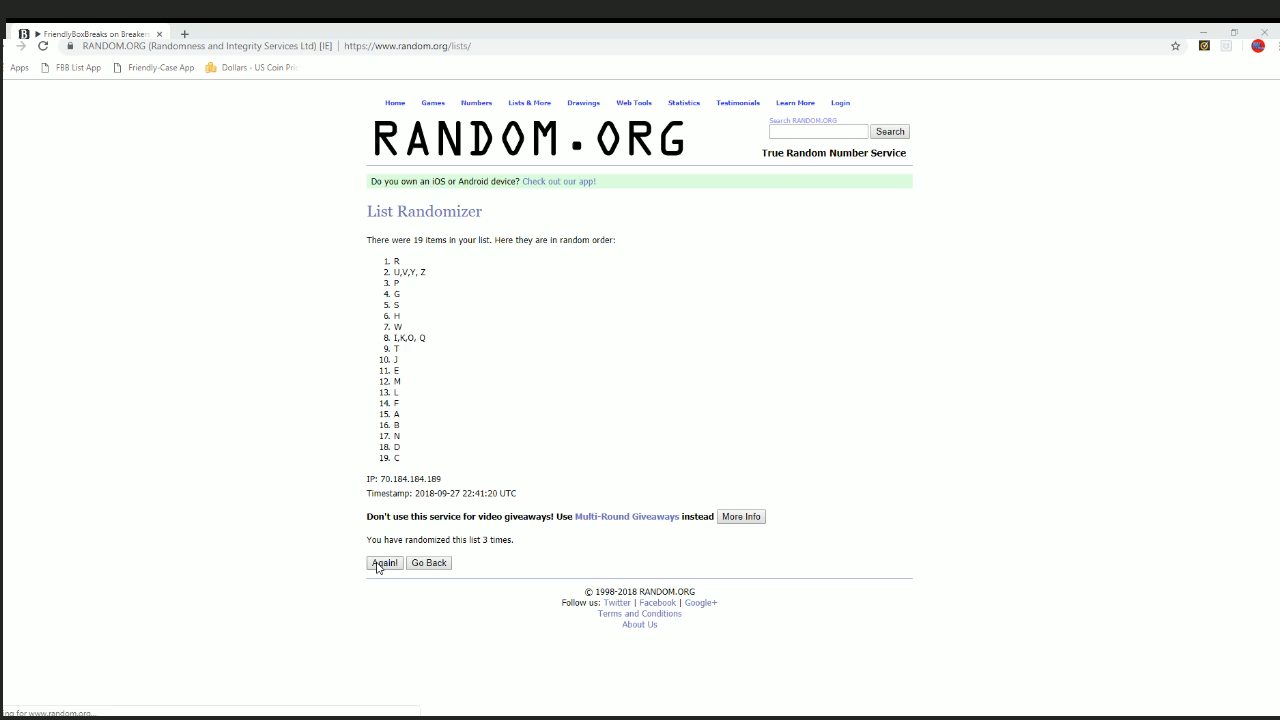 FriendlyBoxBreaks on Breakers
RANDOM.ORG (Randomness and Integrity Services Ltd) [IE] | https://www.random.org/lists/
Apps FBB List App Friendly-Case App Dollars - US Coin Pric
Home Games Numbers Lists & More Drawings Web Tools Statistics Testimonials Learn More Login
Search RANDOM.ORG
RANDOM.ORG
Search
True Random Number Service
Do you own an iOS or Android device? Check out our app!
List Randomizer
There were 19 items in your list. Here they are in random order:
1. R
2. U,V,Y, Z
3. P
4. G
5. S
6. H
7. W
8. I,K,O, Q
9. T
10. J
11. E
12. M
13. L
14. F
15. A
16. B
17. N
18. D
19. C
IP: 70.184.184.189
Timestamp: 2018-09-27 22:41:20 UTC
Don't use this service for video giveaways! Use Multi-Round Giveaways instead More Info
You have randomized this list 3 times.
Again! Go Back
© 1998-2018 RANDOM.ORG
Follow us: Twitter | Facebook | Google+
Terms and Conditions
About Us
ing for www.random.org...